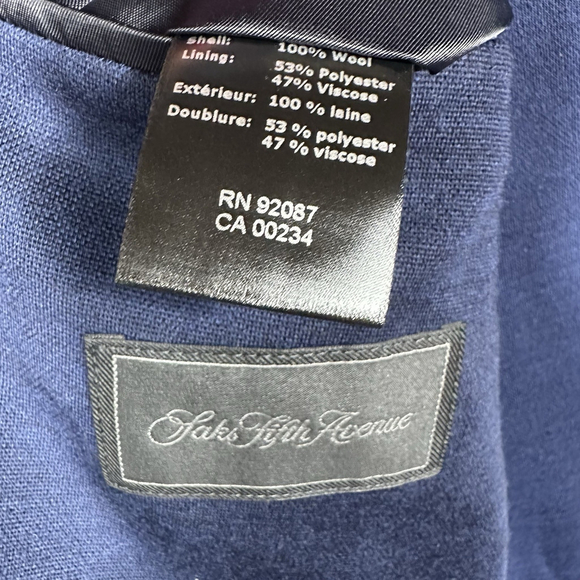 Shell: 100% Wool
Lining: 53% Polyester
47% Viscose
Extérieur: 100 % laine
Doublure: 53 % polyester
47 % viscose
RN 92087
CA 00234
Saks Fifth Avenue